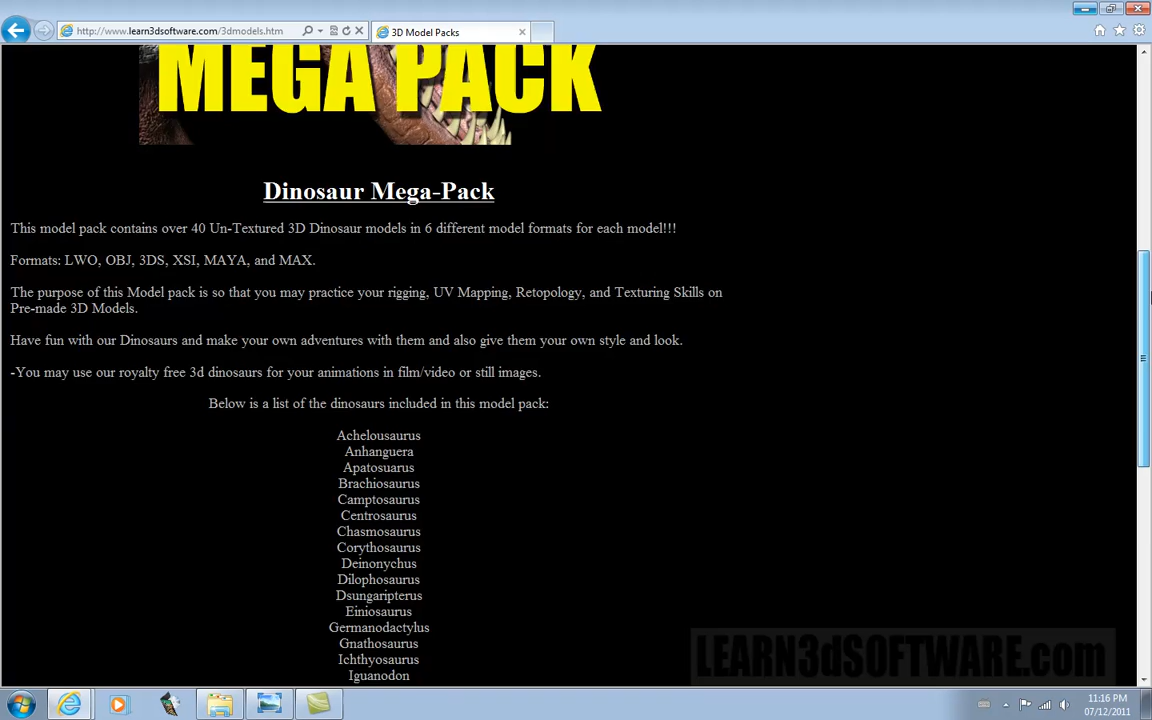 http://www.learn3dsoftware.com/3dmodels.htm
3D Model Packs
MEGA PACK
Dinosaur Mega-Pack
This model pack contains over 40 Un-Textured 3D Dinosaur models in 6 different model formats for each model!!!
Formats: LWO, OBJ, 3DS, XSI, MAYA, and MAX.
The purpose of this Model pack is so that you may practice your rigging, UV Mapping, Retopology, and Texturing Skills on
Pre-made 3D Models.
Have fun with our Dinosaurs and make your own adventures with them and also give them your own style and look.
-You may use our royalty free 3d dinosaurs for your animations in film/video or still images.
Below is a list of the dinosaurs included in this model pack:
Achelousaurus
Anhanguera
Apatosuarus
Brachiosaurus
Camptosaurus
Centrosaurus
Chasmosaurus
Corythosaurus
Deinonychus
Dilophosaurus
Dsungaripterus
Einiosaurus
Germanodactylus
Gnathosaurus
Ichthyosaurus
Iguanodon
LEARN3dSOFTWARE.com
11:16 PM
07/12/2011